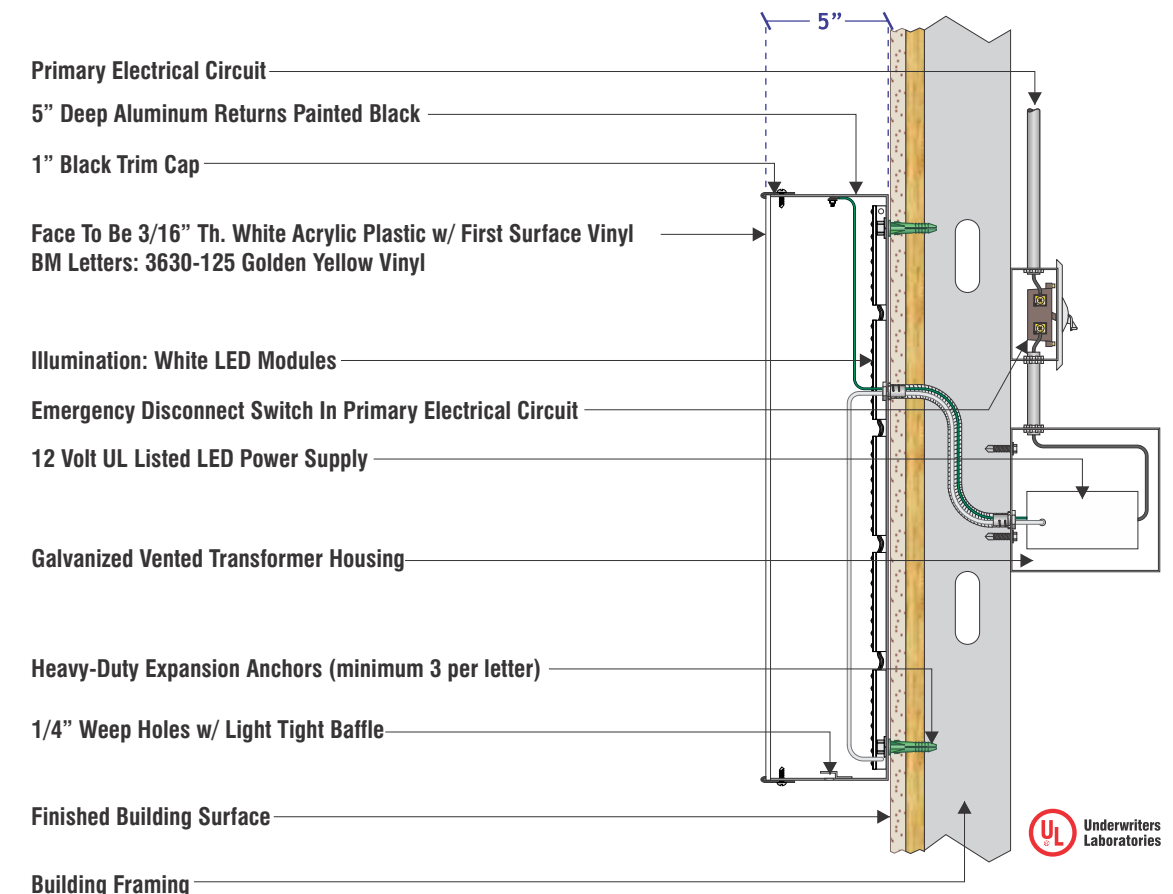 5”
Primary Electrical Circuit
5” Deep Aluminum Returns Painted Black
1” Black Trim Cap
Face To Be 3/16” Th. White Acrylic Plastic w/ First Surface Vinyl
BM Letters: 3630-125 Golden Yellow Vinyl
Illumination: White LED Modules
Emergency Disconnect Switch In Primary Electrical Circuit
12 Volt UL Listed LED Power Supply
Galvanized Vented Transformer Housing
Heavy-Duty Expansion Anchors (minimum 3 per letter)
1/4” Weep Holes w/ Light Tight Baffle
Finished Building Surface
UL ®
Underwriters
Laboratories
Building Framing